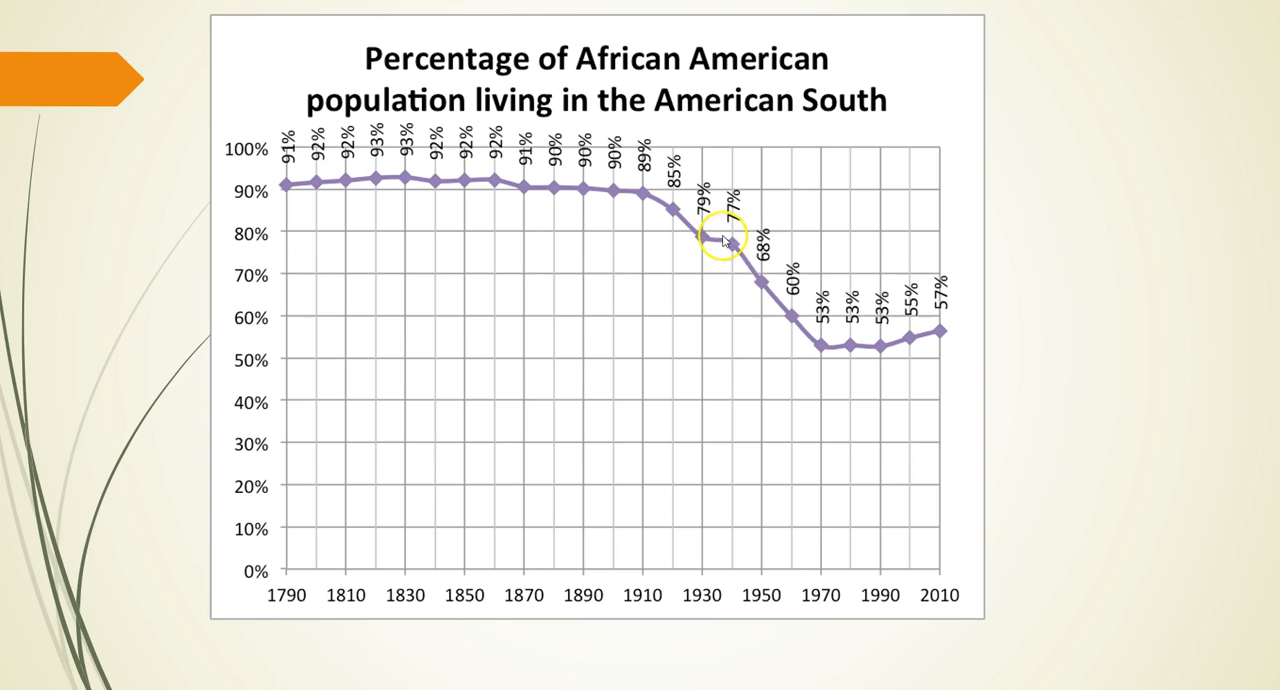 Percentage of African American
population living in the American South
91% 92% 92% 93% 93% 92% 92% 92% 91% 90% 90% 90% 89% 85% 79% 77% 68% 60% 53% 53% 53% 55% 57%
100%
90%
80%
70%
60%
50%
40%
30%
20%
10%
0%
1790 1810 1830 1850 1870 1890 1910 1930 1950 1970 1990 2010